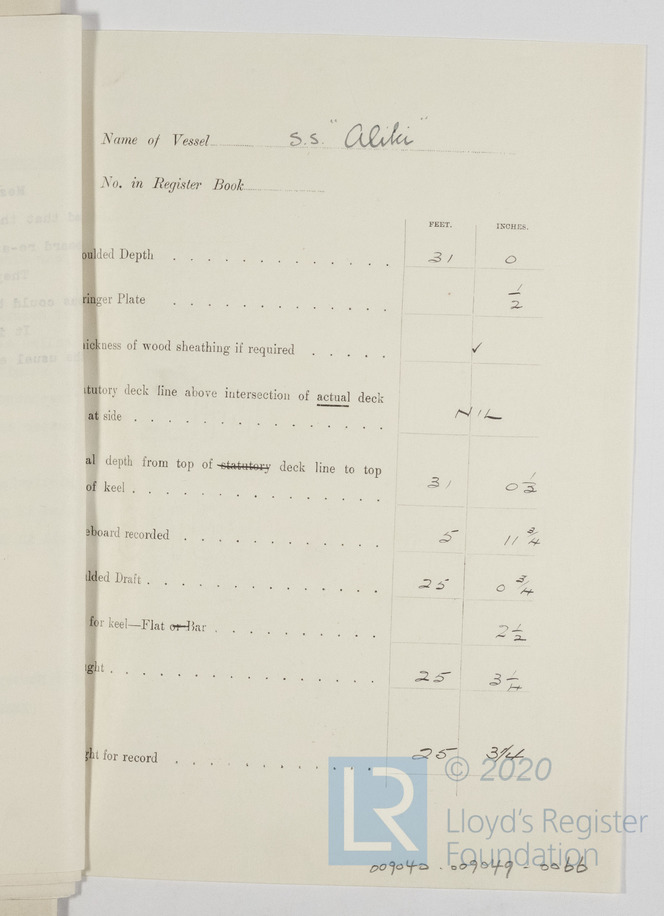 Name of Vessel S.S. "Aliki"
No. in Register Book
FEET. INCHES.
oulded Depth 31 0
ringer Plate 1/2
ickness of wood sheathing if required ✓
tutory deck line above intersection of actual deck
at side NIL
al depth from top of statutory deck line to top
of keel 31 0 1/2
eboard recorded 5 11 3/4
ulded Draft 25 0 3/4
for keel—Flat or Bar 2 1/2
ght 25 3 1/4
ght for record 25 3 1/4
LR © 2020
Lloyd's Register
Foundation
009040-009049-0066